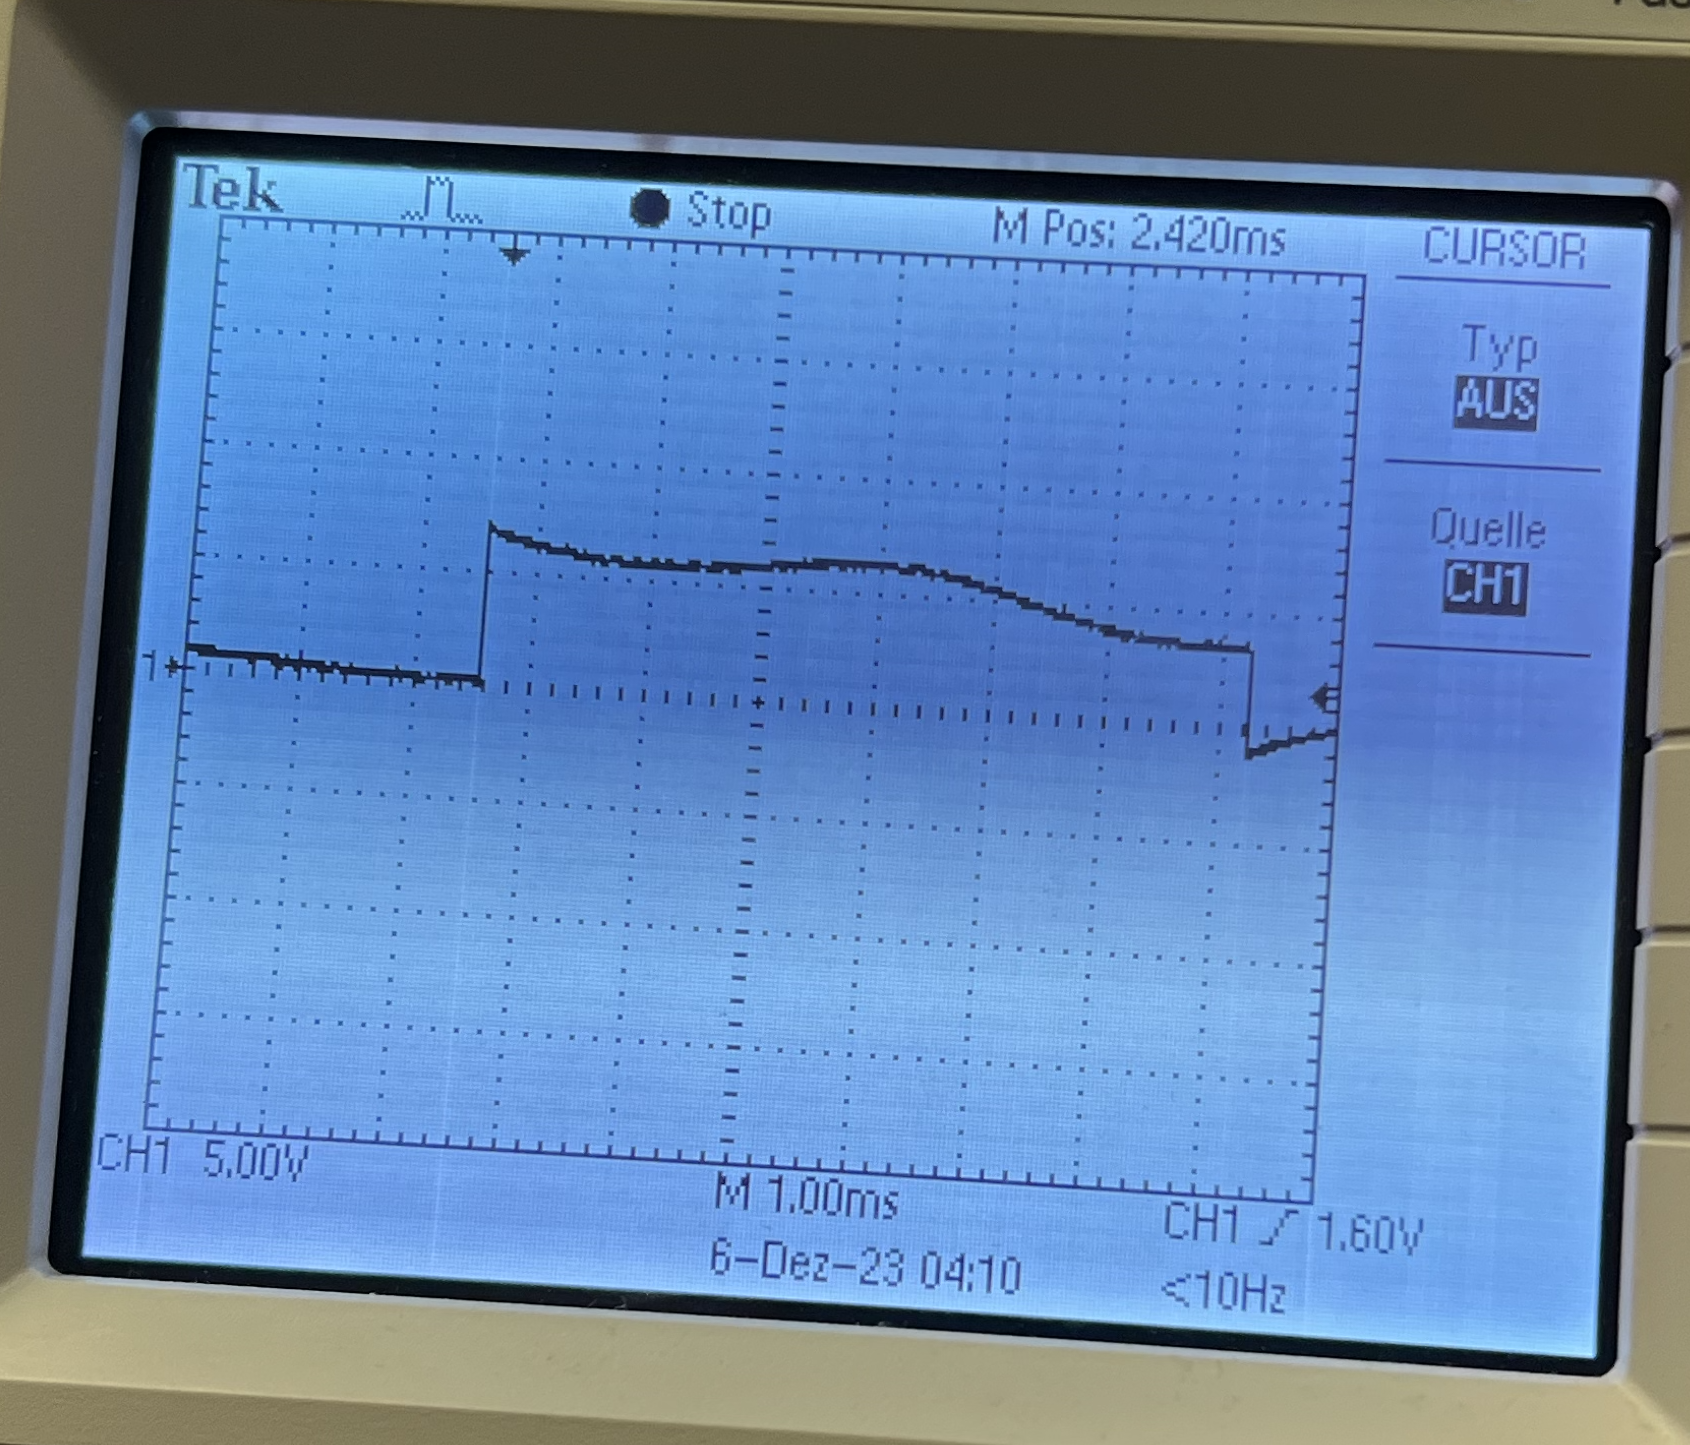 Tek Stop M Pos: 2.420ms CURSOR
Typ
AUS
Quelle
CH1
1
CH1 5.00V M 1.00ms CH1 1.60V
6-Dez-23 04:10 <10Hz